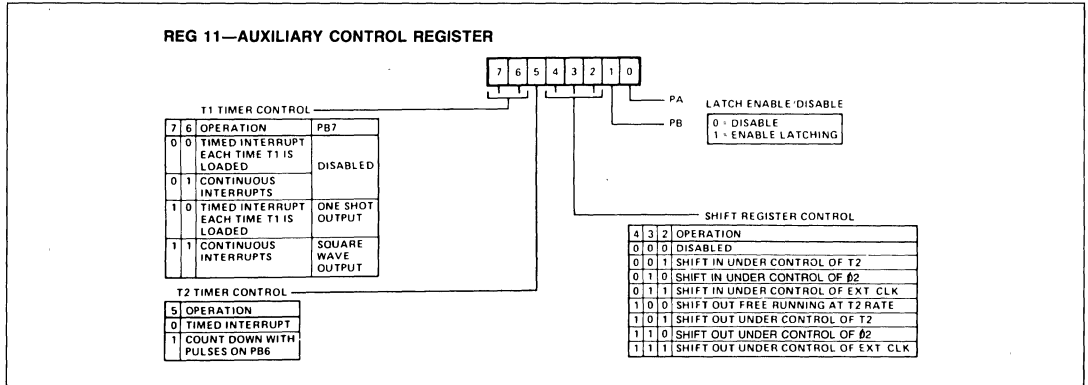 REG 11—AUXILIARY CONTROL REGISTER
7 6 5 4 3 2 1 0
PA
PB
LATCH ENABLE/DISABLE
0 = DISABLE
1 = ENABLE LATCHING
T1 TIMER CONTROL
7 6 OPERATION PB7
0 0 TIMED INTERRUPT
EACH TIME T1 IS
LOADED
DISABLED
0 1 CONTINUOUS
INTERRUPTS
1 0 TIMED INTERRUPT ONE SHOT
EACH TIME T1 IS OUTPUT
LOADED
1 1 CONTINUOUS SQUARE
INTERRUPTS WAVE
OUTPUT
T2 TIMER CONTROL
5 OPERATION
0 TIMED INTERRUPT
1 COUNT DOWN WITH
PULSES ON PB6
SHIFT REGISTER CONTROL
4 3 2 OPERATION
0 0 0 DISABLED
0 0 1 SHIFT IN UNDER CONTROL OF T2
0 1 0 SHIFT IN UNDER CONTROL OF ϕ2
0 1 1 SHIFT IN UNDER CONTROL OF EXT CLK
1 0 0 SHIFT OUT FREE RUNNING AT T2 RATE
1 0 1 SHIFT OUT UNDER CONTROL OF T2
1 1 0 SHIFT OUT UNDER CONTROL OF ϕ2
1 1 1 SHIFT OUT UNDER CONTROL OF EXT CLK